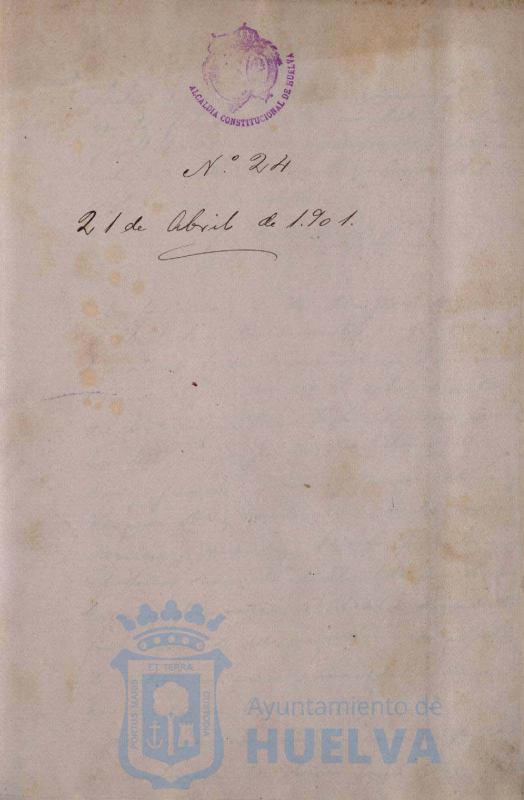 ALCALDIA CONSTITUCIONAL DE HUELVA
N.º 24
21 de Abril de 1.901.
ET TERRA
PORTUS MARIS
CUSTODIA
Ayuntamiento de
HUELVA